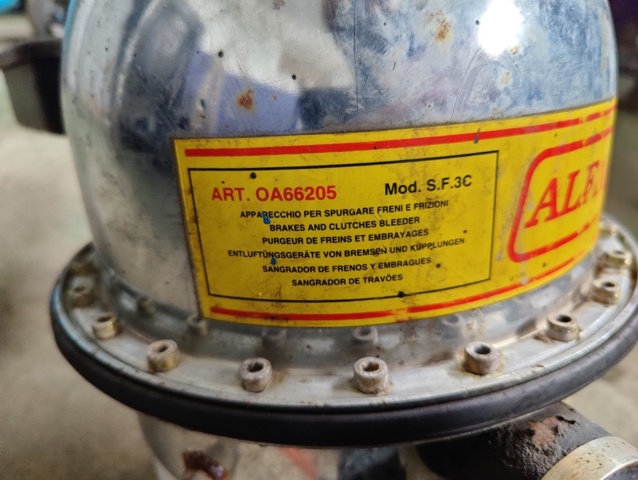 ART. OA66205 Mod. S.F.3C
APPARECCHIO PER SPURGARE FRENI E FRIZIONI
BRAKES AND CLUTCHES BLEEDER
PURGEUR DE FREINS ET EMBRAYAGES
ENTLUFTÜNGSGERÄTE VON BREMSEN UND KUPPLUNGEN
SANGRADOR DE FRENOS Y EMBRAGUES
SANGRADOR DE TRAVÕES